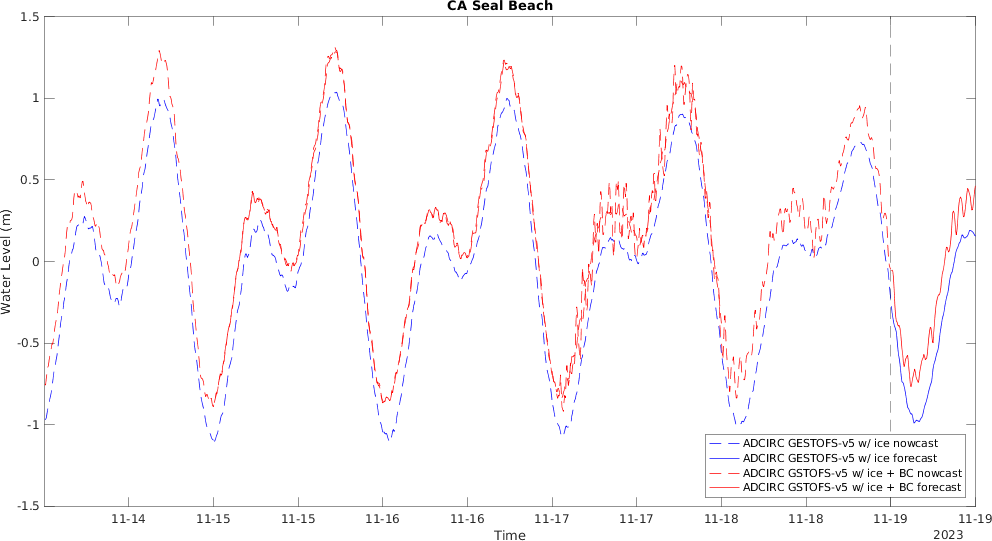 CA Seal Beach
1.5
1
0.5
0
-0.5
-1
-1.5
Water Level (m)
ADCIRC GESTOFS-v5 w/ ice nowcast
ADCIRC GESTOFS-v5 w/ ice forecast
ADCIRC GSTOFS-v5 w/ ice + BC nowcast
ADCIRC GSTOFS-v5 w/ ice + BC forecast
11-14 11-15 11-15 11-16 11-16 11-17 11-17 11-18 11-18 11-19 11-19
Time
2023